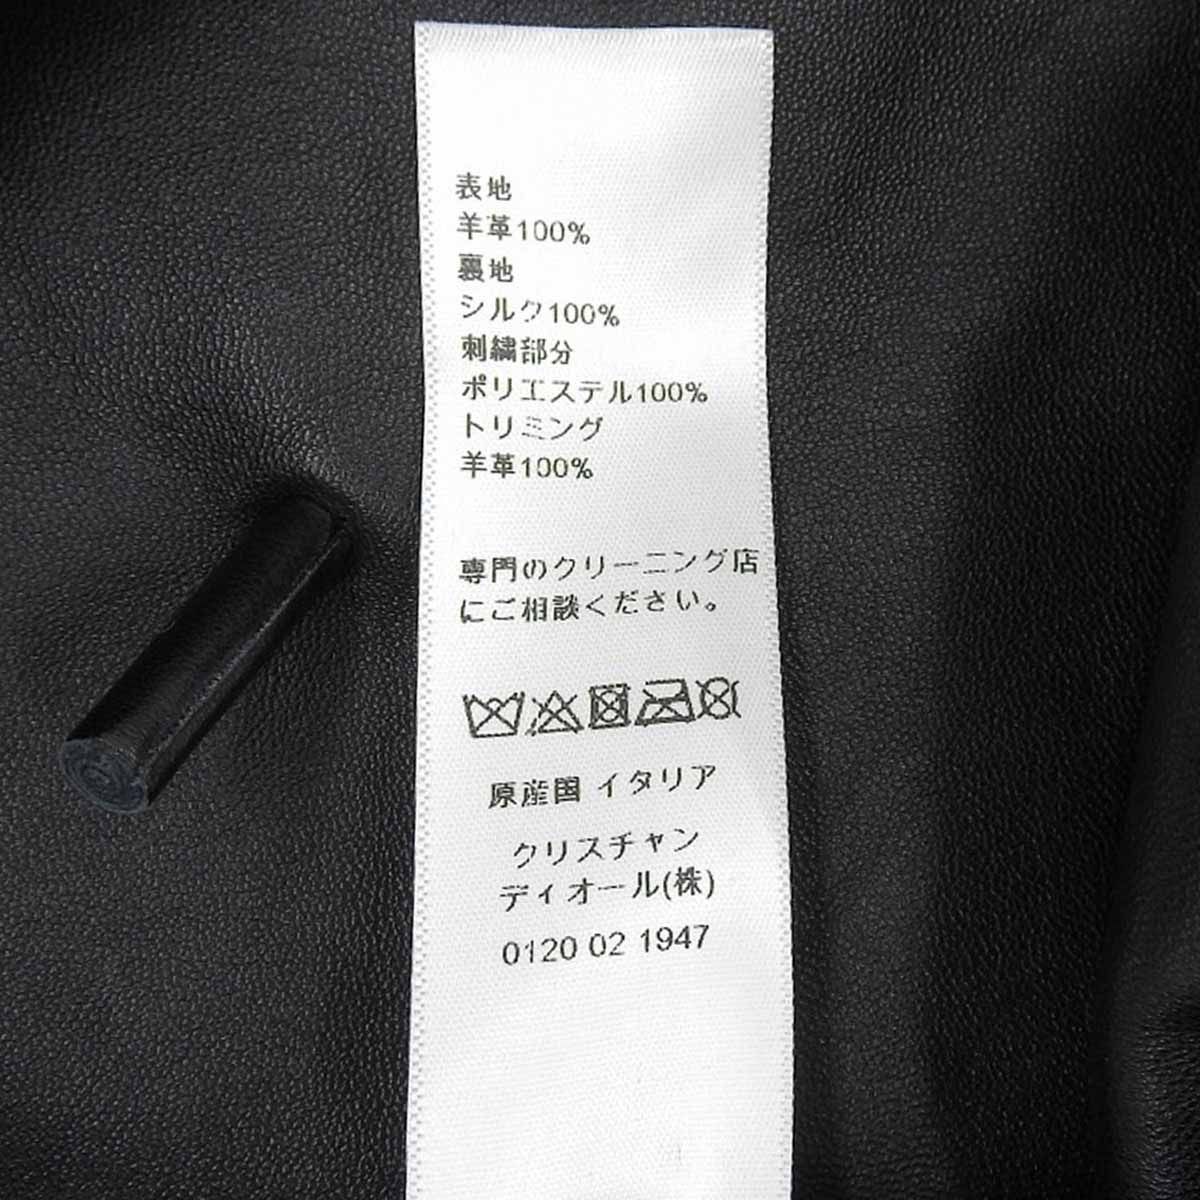 表地
羊革100%
裏地
シルク100%
刺繍部分
ポリエステル100%
トリミング
羊革100%
専門のクリーニング店
にご相談ください。
原産国 イタリア
クリスチャン
ディオール(株)
0120 02 1947